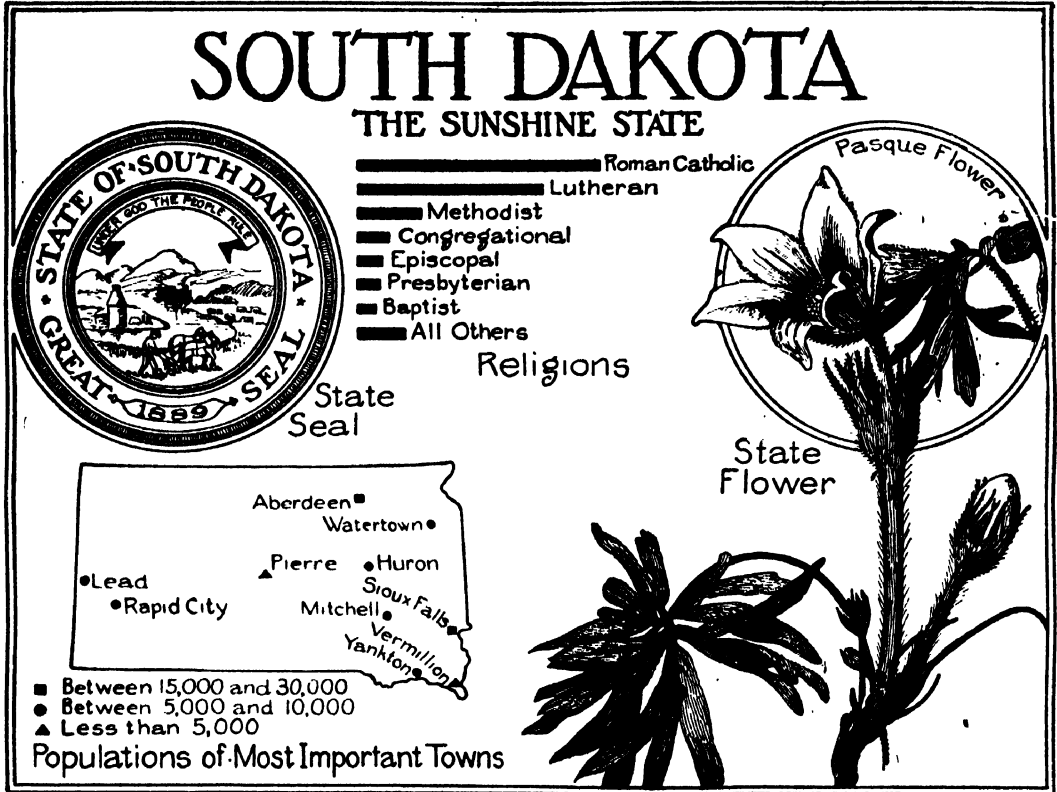 SOUTH DAKOTA
THE SUNSHINE STATE
STATE OF SOUTH DAKOTA
UNDER GOD THE PEOPLE RULE
GREAT SEAL
1889
State
Seal
Roman Catholic
Lutheran
Methodist
Congregational
Episcopal
Presbyterian
Baptist
All Others
Religions
Pasque Flower
State
Flower
Aberdeen
Watertown
Pierre
Huron
Lead
Rapid City
Sioux Falls
Mitchell
Vermillion
Yankton
Between 15,000 and 30,000
Between 5,000 and 10,000
Less than 5,000
Populations of Most Important Towns